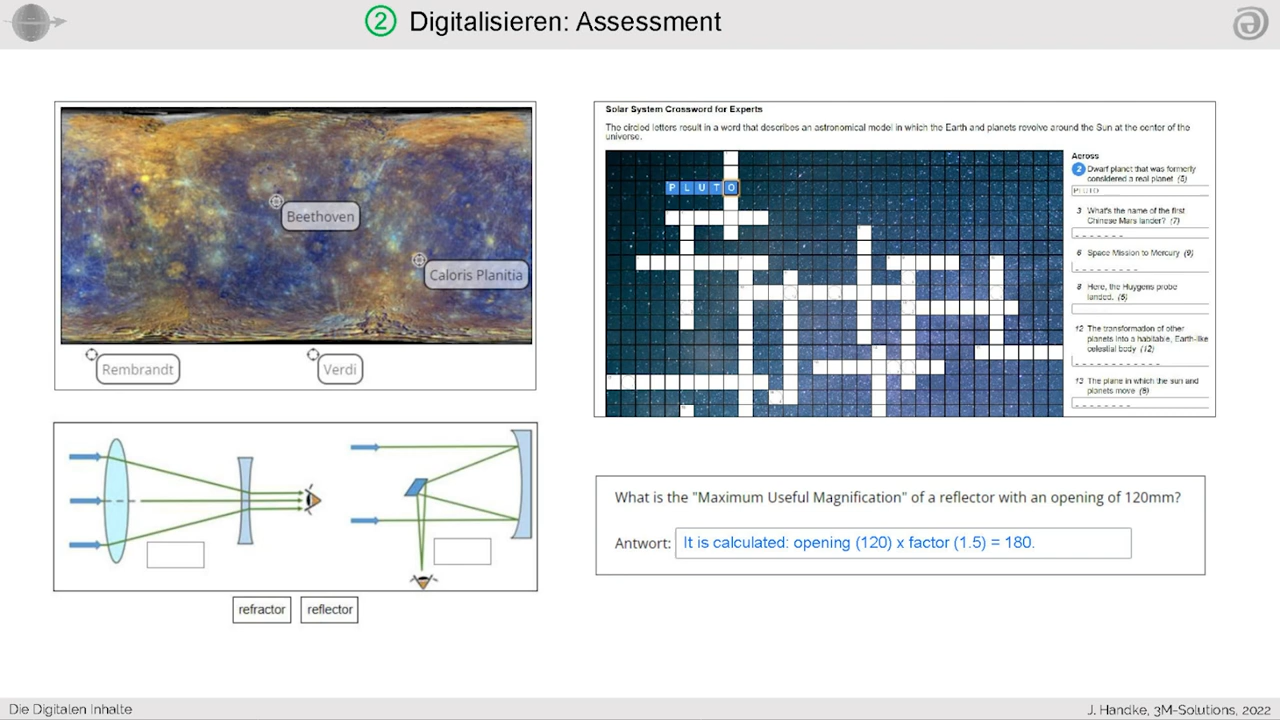 2 Digitalisieren: Assessment
Beethoven
Caloris Planitia
Rembrandt
Verdi
refractor
reflector
Solar System Crossword for Experts
The circled letters result in a word that describes an astronomical model in which the Earth and planets revolve around the Sun at the center of the
universe.
PLUTO
Across
2 Dwarf planet that was formerly
considered a real planet (5)
PLUTO
3 What's the name of the first
Chinese Mars lander? (7)
6 Space Mission to Mercury (9)
8 Here, the Huygens probe
landed. (5)
12 The transformation of other
planets into a habitable, Earth-like
celestial body (12)
13 The plane in which the sun and
planets move (8)
What is the "Maximum Useful Magnification" of a reflector with an opening of 120mm?
Antwort: It is calculated: opening (120) x factor (1.5) = 180.
Die Digitalen Inhalte
J. Handke, 3M-Solutions, 2022